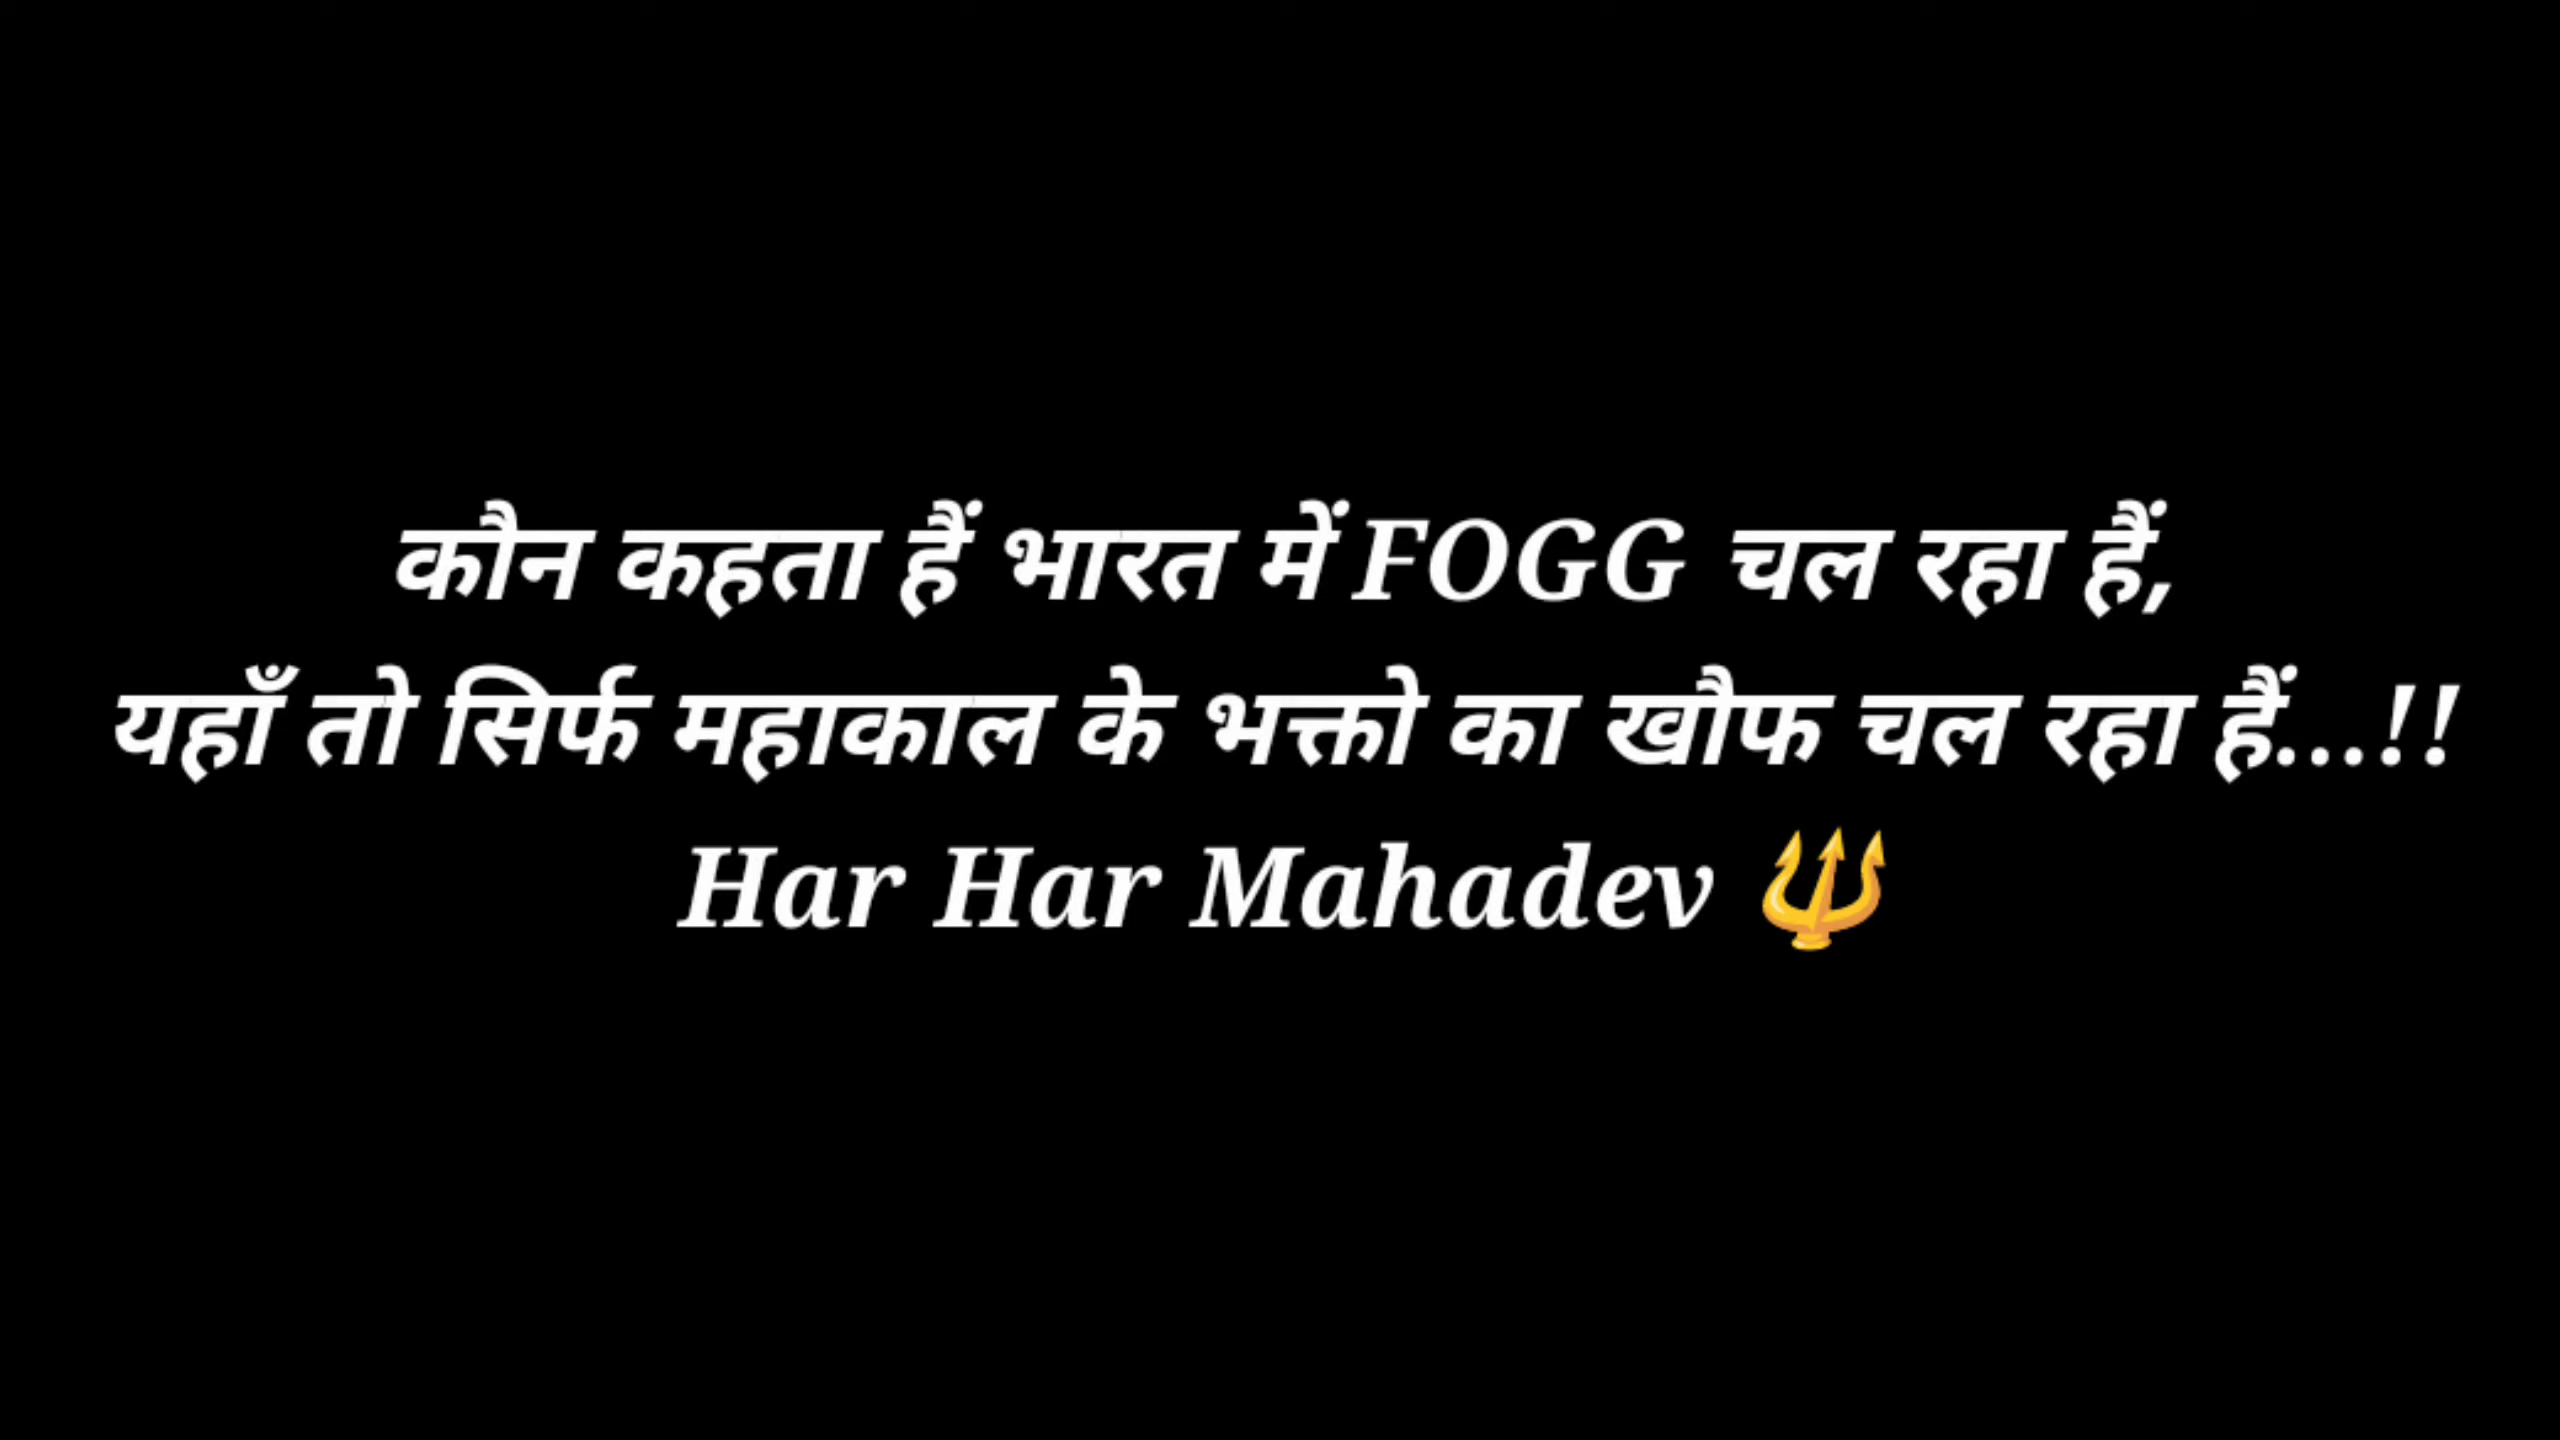 कौन कहता हैं भारत में FOGG चल रहा हैं,
यहाँ तो सिर्फ महाकाल के भक्तो का खौफ चल रहा हैं...!!
Har Har Mahadev 🔱